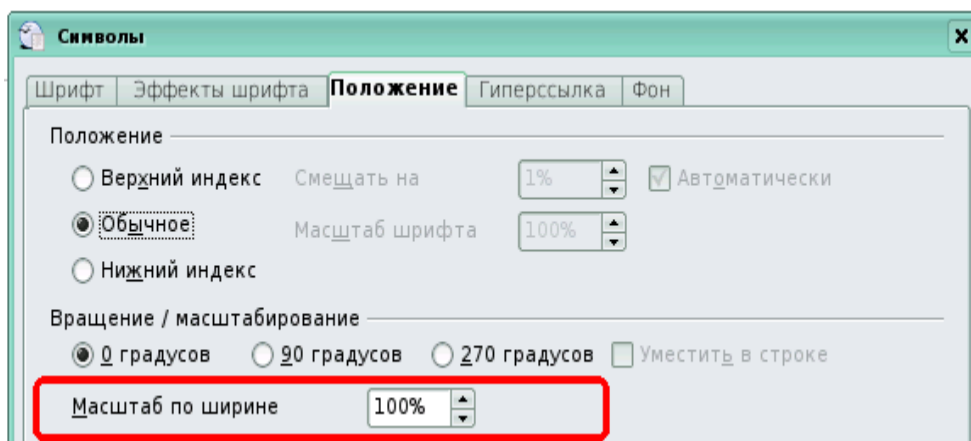 Символы
Шрифт Эффекты шрифта Положение Гиперссылка Фон
Положение
Верхний индекс Смещать на 1% Автоматически
Обычное Масштаб шрифта 100%
Нижний индекс
Вращение / масштабирование
0 градусов 90 градусов 270 градусов Уместить в строке
Масштаб по ширине 100%